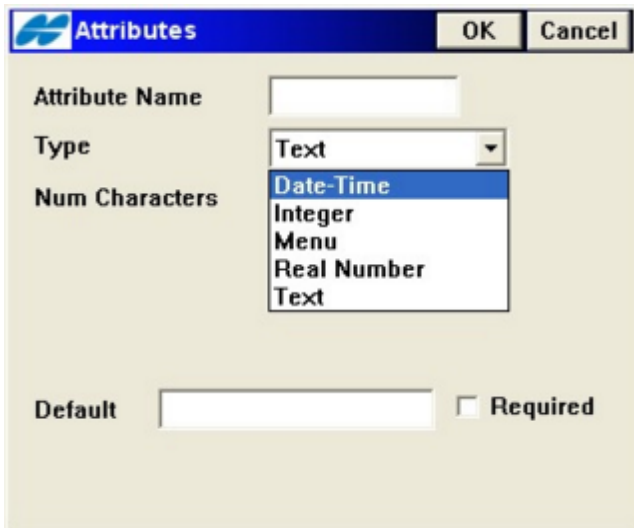 Attributes OK Cancel
Attribute Name
Type Text
Num Characters
Date-Time
Integer
Menu
Real Number
Text
Default Required